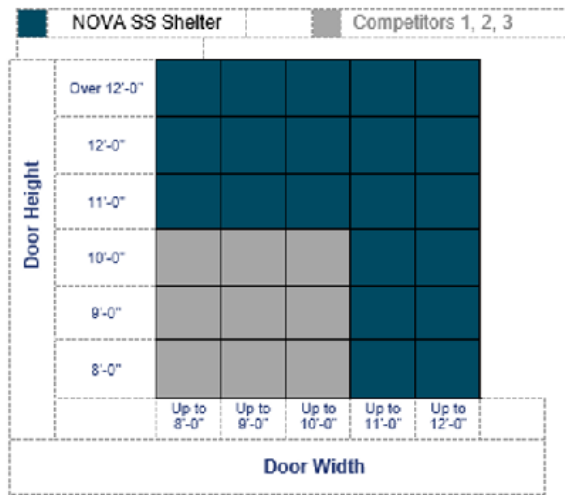 NOVA SS Shelter
Competitors 1, 2, 3
Door Height
Over 12'-0"
12'-0"
11'-0"
10'-0"
9'-0"
8'-0"
Up to
8'-0"
Up to
9'-0"
Up to
10'-0"
Up to
11'-0"
Up to
12'-0"
Door Width